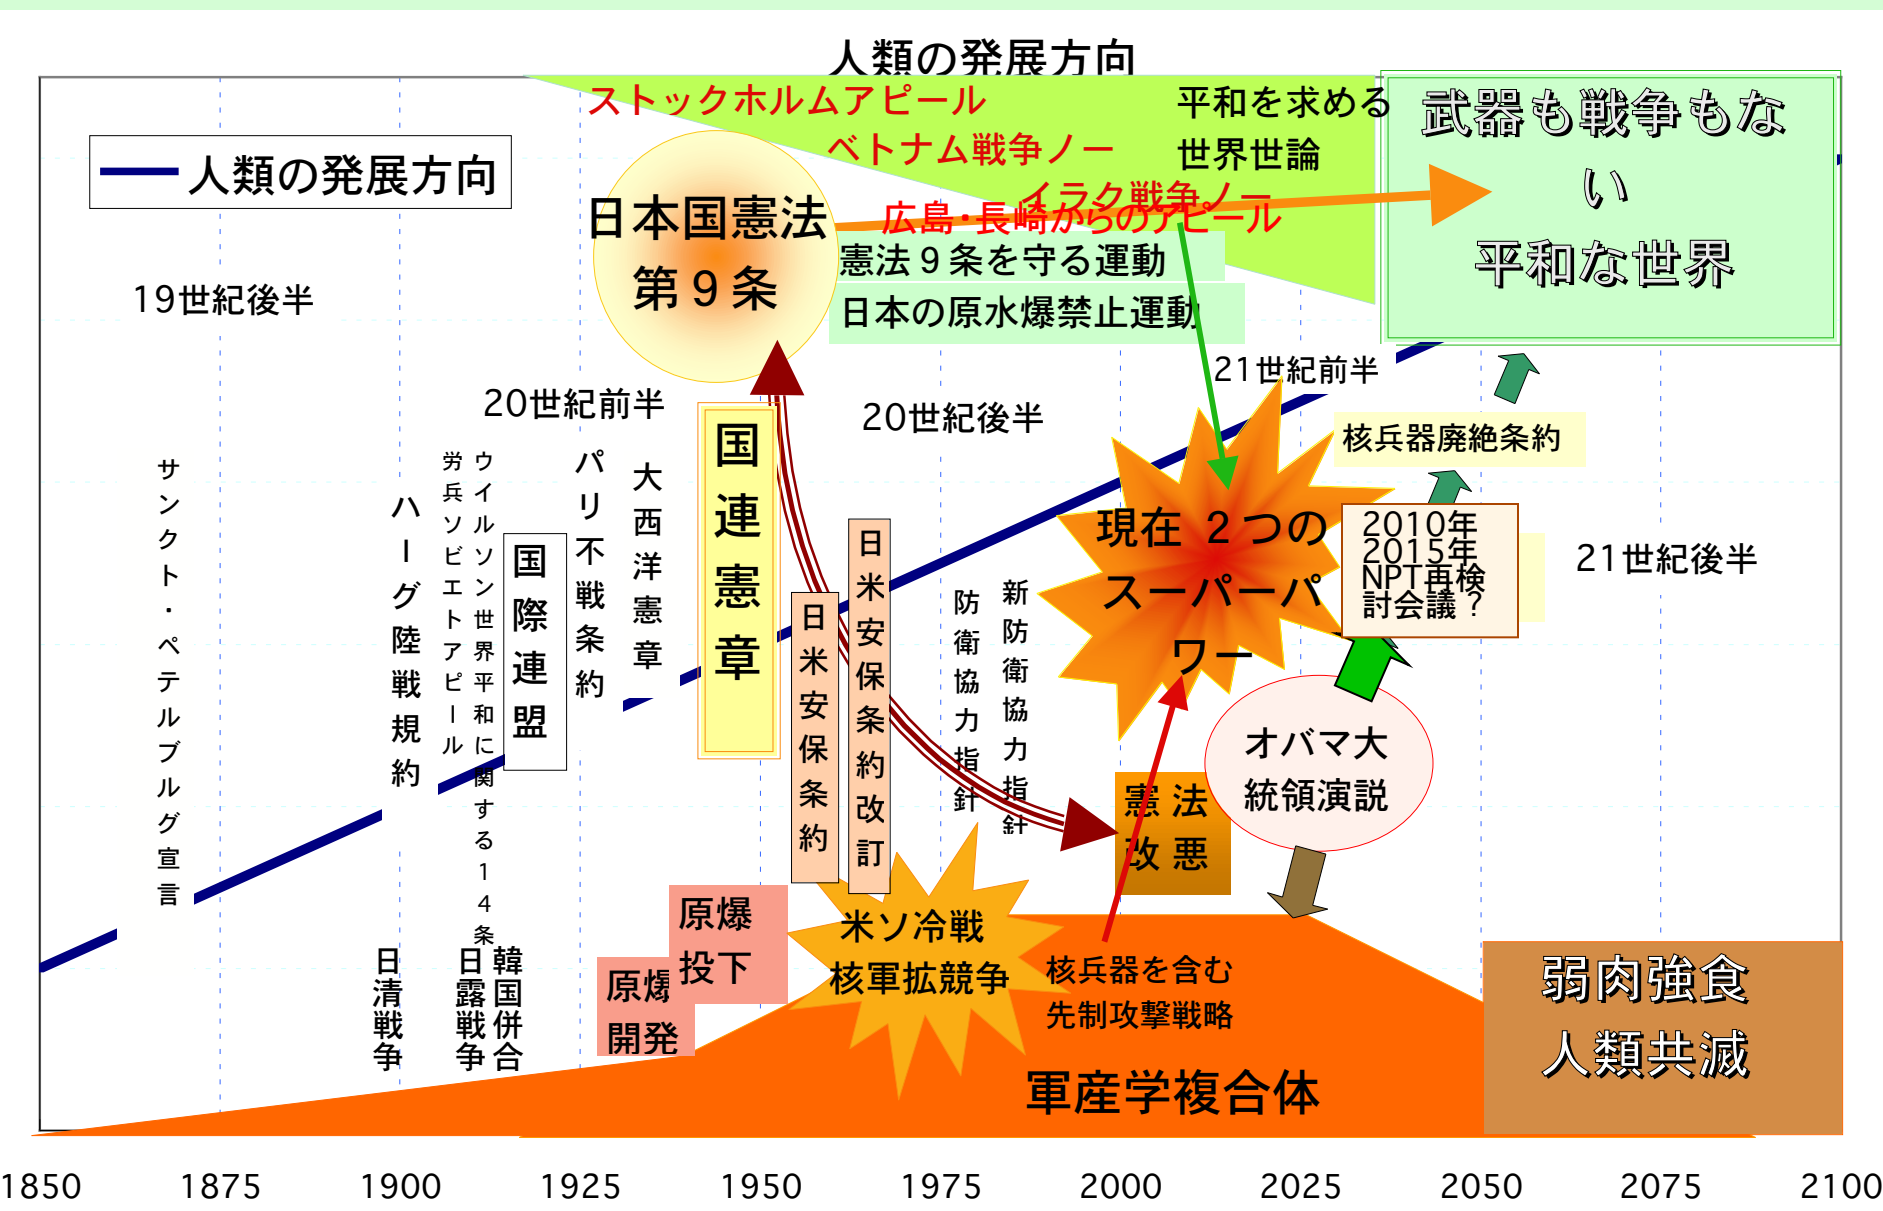 人類の発展方向
ストックホルムアピール
平和を求める
世界世論
ベトナム戦争ノー
イラク戦争ノー
広島・長崎からのアピール
武器も戦争もな
い
平和な世界
人類の発展方向
日本国憲法
第９条
憲法９条を守る運動
日本の原水爆禁止運動
19世紀後半
20世紀前半
20世紀後半
21世紀前半
21世紀後半
サンクト・ペテルブルグ宣言
ハーグ陸戦規約
労兵ソビエトアピール
ウイルソン世界平和に関する１４条
国際連盟
パリ不戦条約
大西洋憲章
国連憲章
日米安保条約
日米安保条約改訂
防衛協力指針
新防衛協力指針
現在 ２つの
スーパーパ
ワー
核兵器廃絶条約
2010年
2015年
NPT再検
討会議？
オバマ大
統領演説
憲法
改悪
日清戦争
日露戦争
韓国併合
原爆
開発
原爆
投下
米ソ冷戦
核軍拡競争
核兵器を含む
先制攻撃戦略
軍産学複合体
弱肉強食
人類共滅
1850
1875
1900
1925
1950
1975
2000
2025
2050
2075
2100